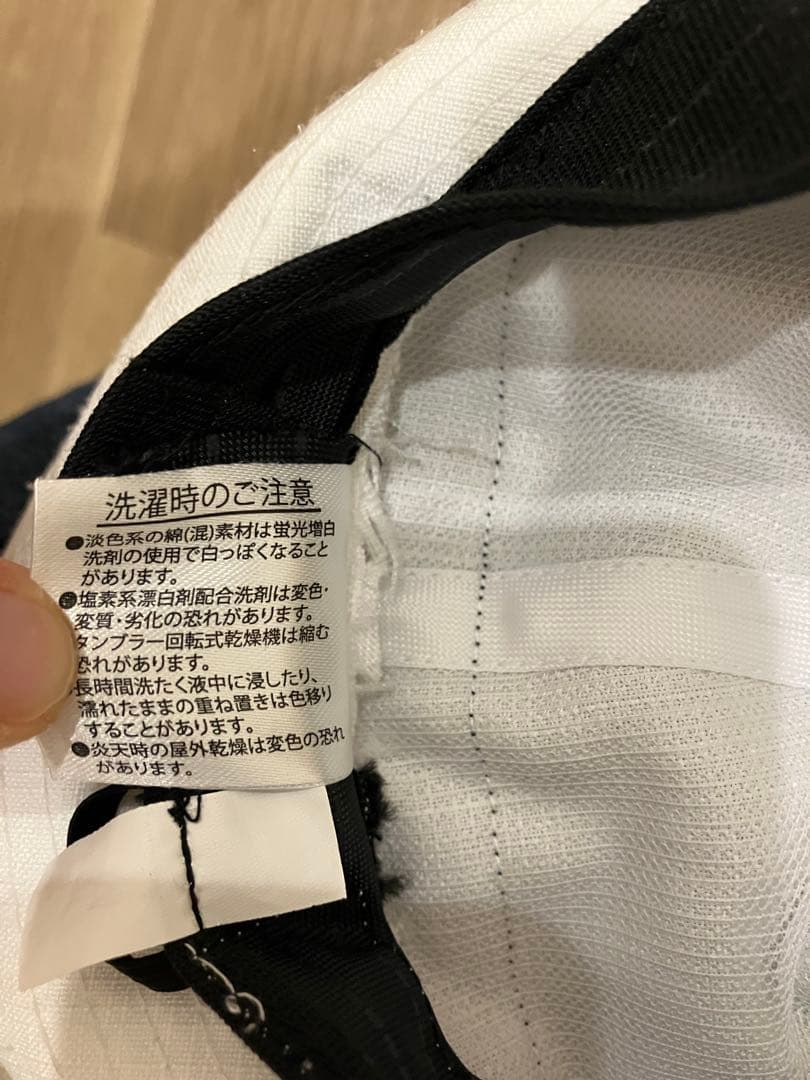 洗濯時のご注意
●淡色系の綿(混)素材は蛍光増白
洗剤の使用で白っぽくなること
があります。
●塩素系漂白剤配合洗剤は変色・
変質・劣化の恐れがあります。
タンブラー回転式乾燥機は縮む
恐れがあります。
●長時間洗たく液中に浸したり、
濡れたままの重ね置きは色移り
することがあります。
●炎天時の屋外乾燥は変色の恐れ
があります。